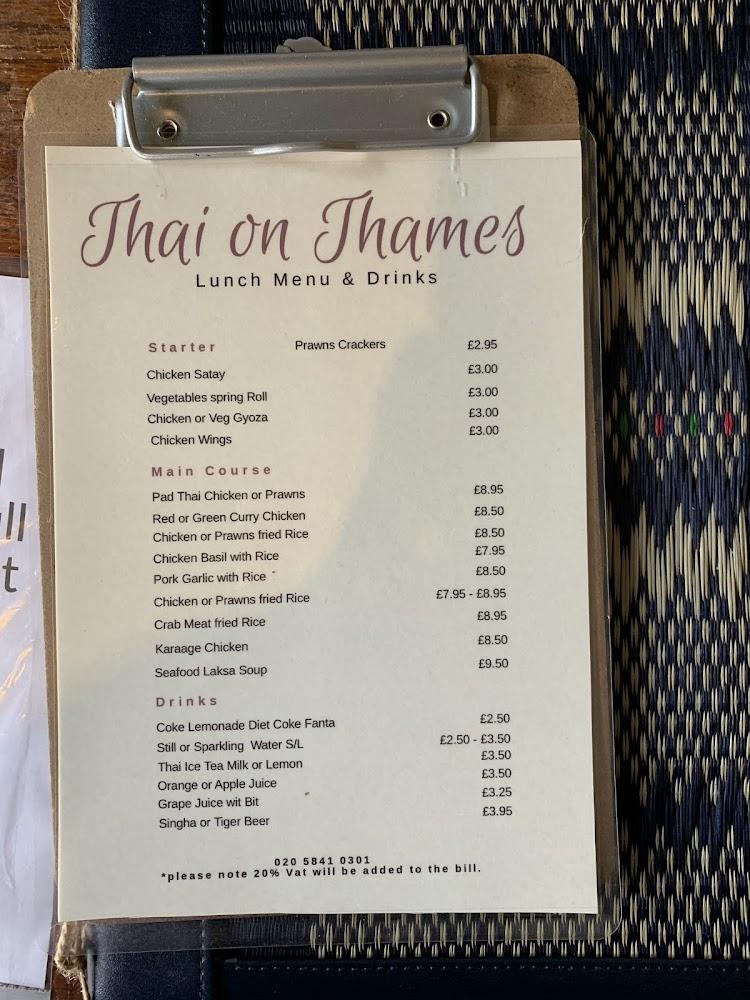 Thai on Thames
Lunch Menu & Drinks
Starter Prawns Crackers £2.95
Chicken Satay £3.00
Vegetables spring Roll £3.00
Chicken or Veg Gyoza £3.00
Chicken Wings £3.00
Main Course
Pad Thai Chicken or Prawns £8.95
Red or Green Curry Chicken £8.50
Chicken or Prawns fried Rice £8.50
Chicken Basil with Rice £7.95
Pork Garlic with Rice £8.50
Chicken or Prawns fried Rice £7.95 - £8.95
Crab Meat fried Rice £8.95
Karaage Chicken £8.50
Seafood Laksa Soup £9.50
Drinks
Coke Lemonade Diet Coke Fanta £2.50
Still or Sparkling Water S/L £2.50 - £3.50
Thai Ice Tea Milk or Lemon £3.50
Orange or Apple Juice £3.50
Grape Juice wit Bit £3.25
Singha or Tiger Beer £3.95
020 5841 0301
*please note 20% Vat will be added to the bill.